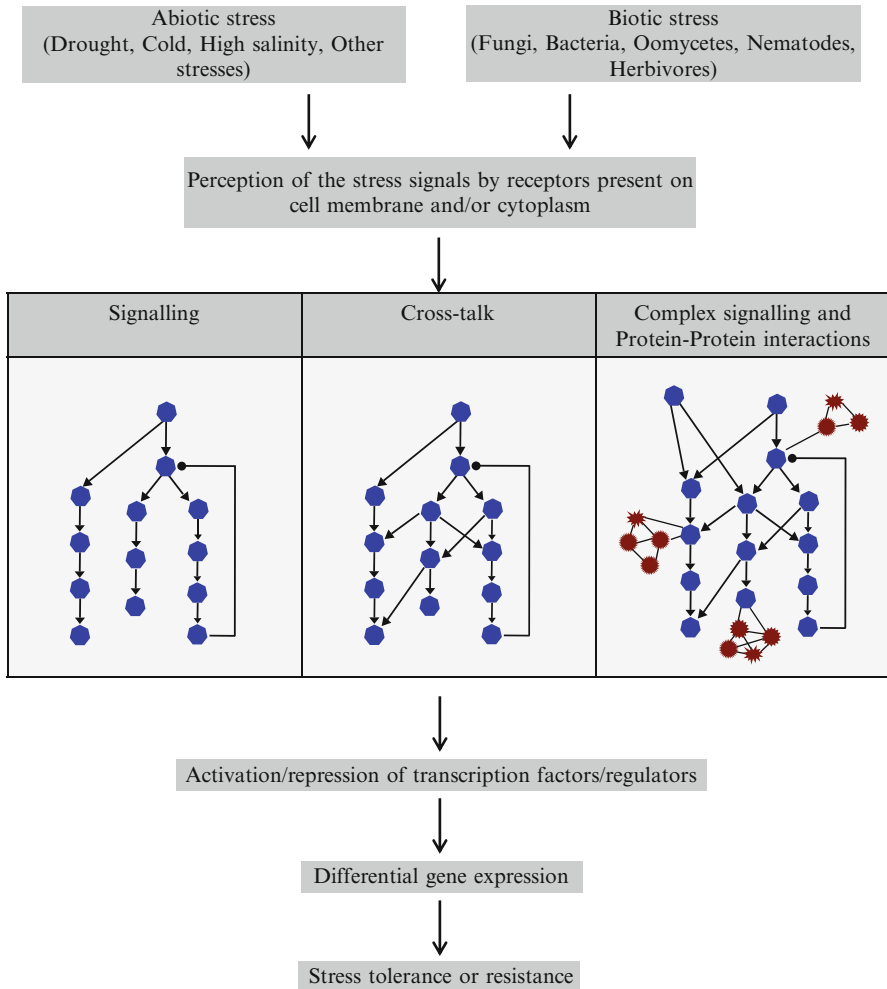 Abiotic stress
(Drought, Cold, High salinity, Other
stresses)
Biotic stress
(Fungi, Bacteria, Oomycetes, Nematodes,
Herbivores)
Perception of the stress signals by receptors present on
cell membrane and/or cytoplasm
Signalling
Cross-talk
Complex signalling and
Protein-Protein interactions
Activation/repression of transcription factors/regulators
Differential gene expression
Stress tolerance or resistance